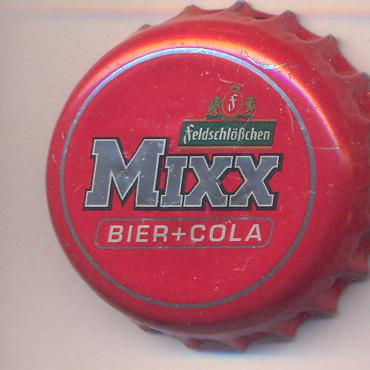 F
Feldschlößchen
MIXX
BIER+COLA